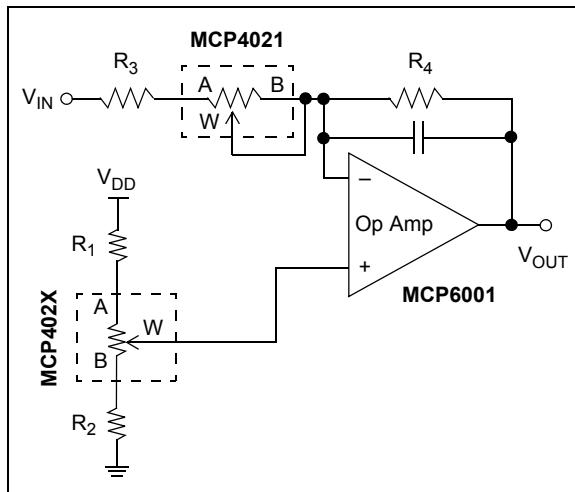 MCP4021
R3
A
B
R4
VIN
W
VDD
Op Amp
−
+
R1
VOUT
MCP6001
MCP402X
A
W
B
R2